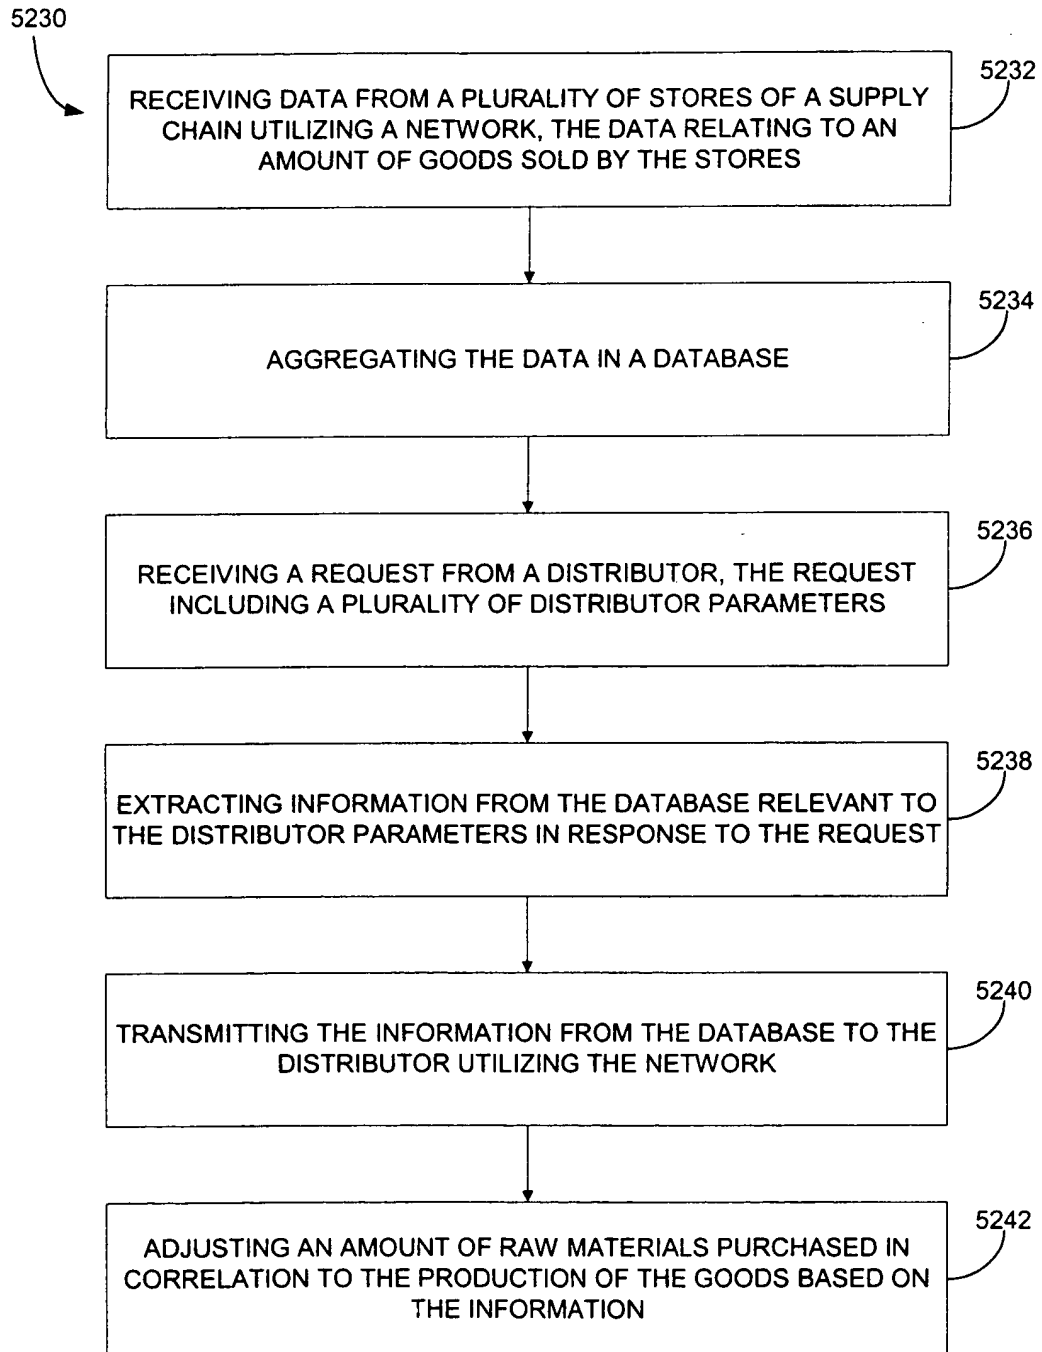 5230
5232
RECEIVING DATA FROM A PLURALITY OF STORES OF A SUPPLY
CHAIN UTILIZING A NETWORK, THE DATA RELATING TO AN
AMOUNT OF GOODS SOLD BY THE STORES
5234
AGGREGATING THE DATA IN A DATABASE
5236
RECEIVING A REQUEST FROM A DISTRIBUTOR, THE REQUEST
INCLUDING A PLURALITY OF DISTRIBUTOR PARAMETERS
5238
EXTRACTING INFORMATION FROM THE DATABASE RELEVANT TO
THE DISTRIBUTOR PARAMETERS IN RESPONSE TO THE REQUEST
5240
TRANSMITTING THE INFORMATION FROM THE DATABASE TO THE
DISTRIBUTOR UTILIZING THE NETWORK
5242
ADJUSTING AN AMOUNT OF RAW MATERIALS PURCHASED IN
CORRELATION TO THE PRODUCTION OF THE GOODS BASED ON
THE INFORMATION